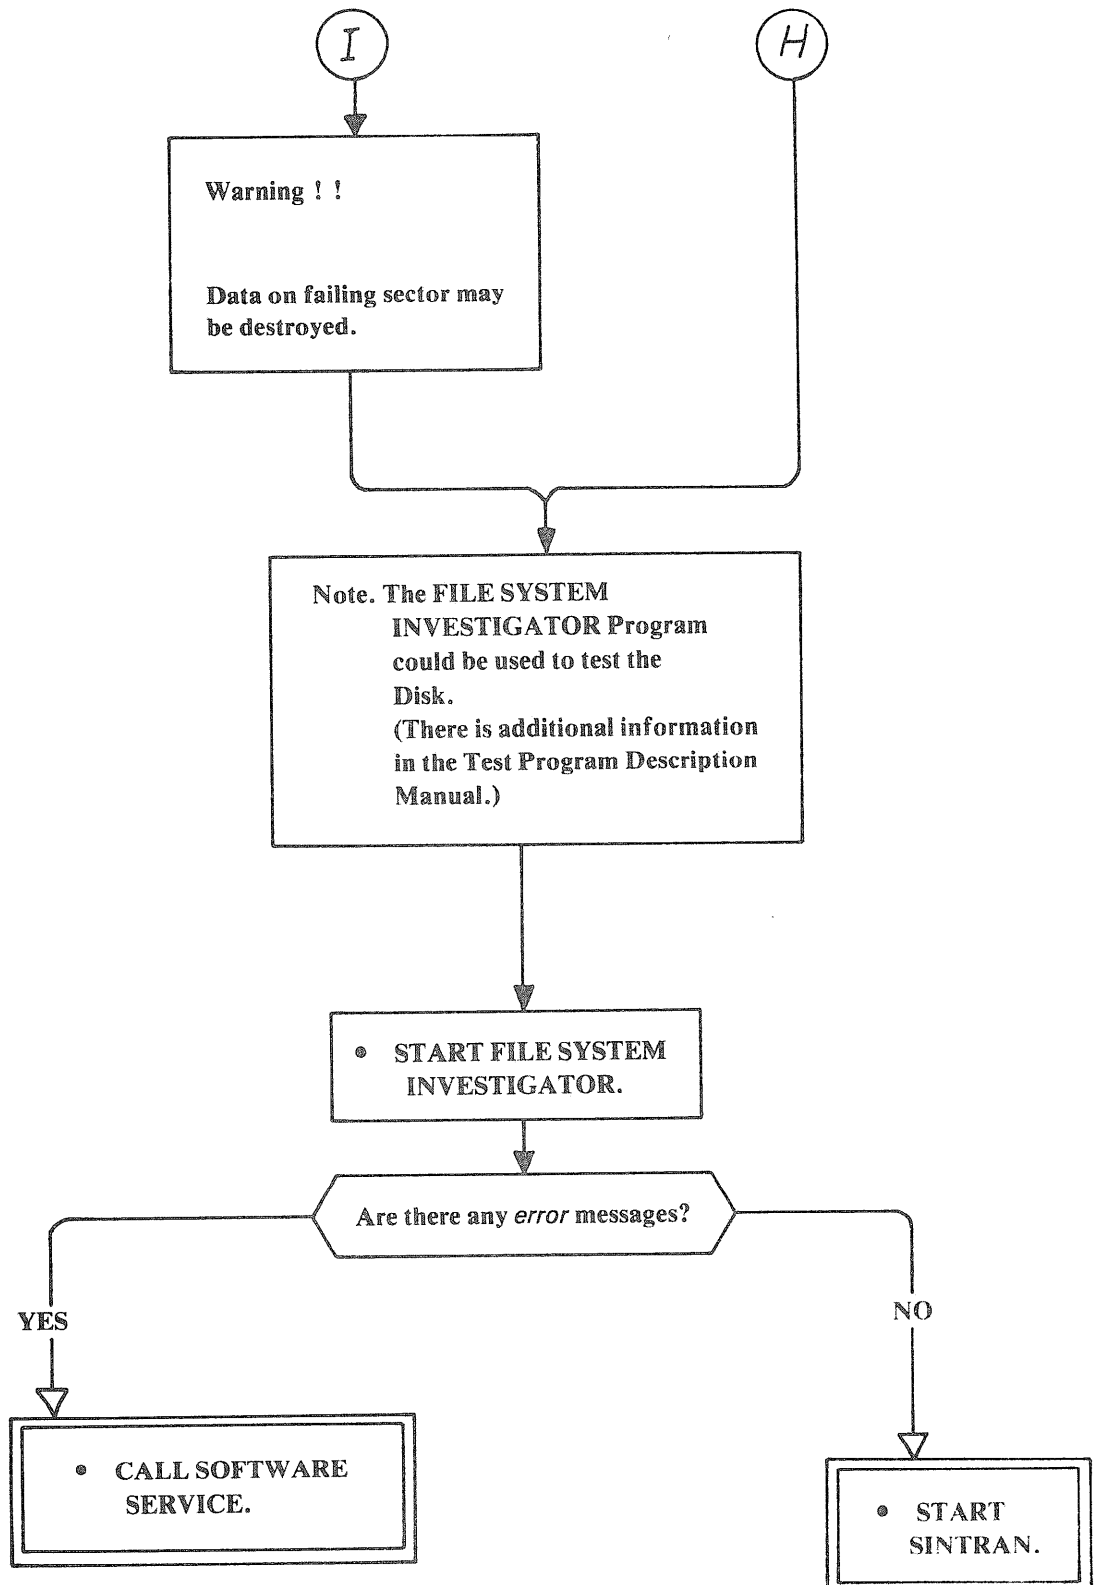 I
H
Warning ! !
Data on failing sector may
be destroyed.
Note. The FILE SYSTEM
INVESTIGATOR Program
could be used to test the
Disk.
(There is additional information
in the Test Program Description
Manual.)
• START FILE SYSTEM
INVESTIGATOR.
Are there any error messages?
YES
NO
• CALL SOFTWARE
SERVICE.
• START
SINTRAN.